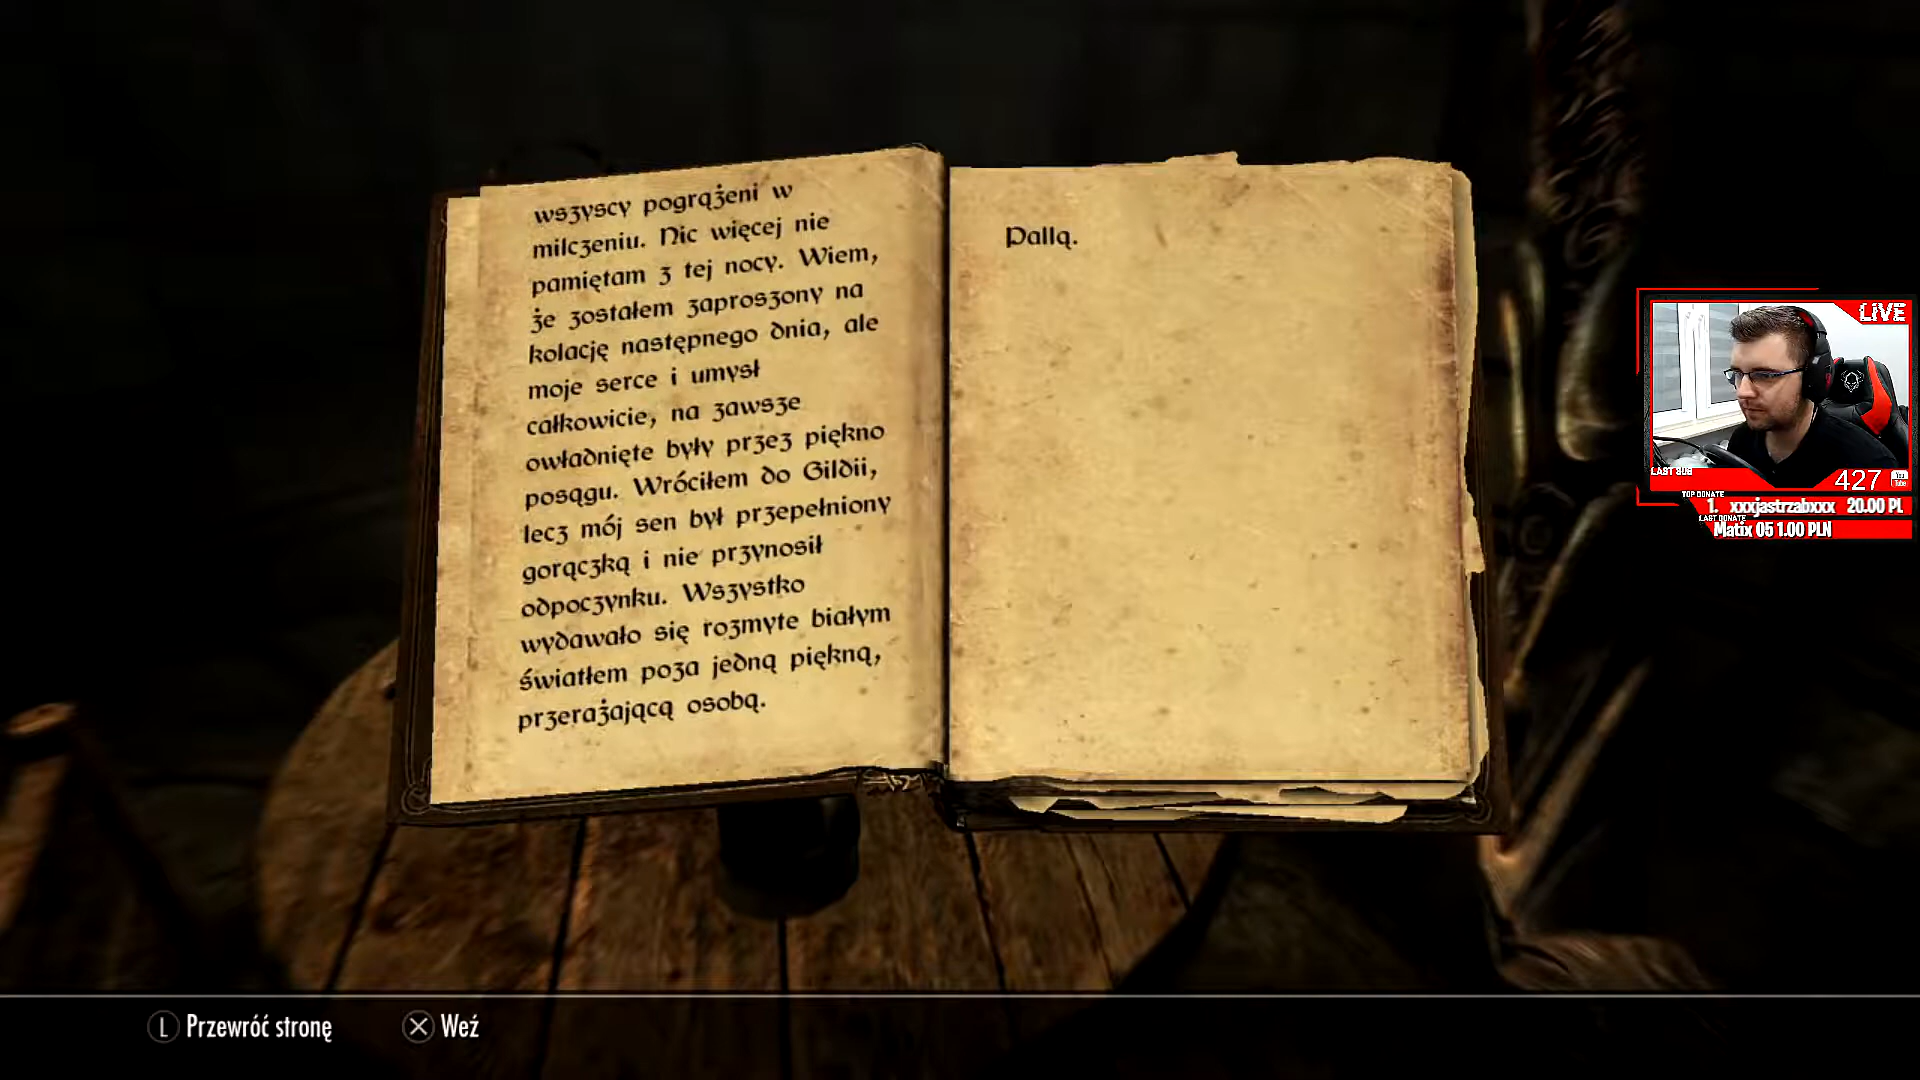 wszyscy pogrążeni w
milczeniu. Nic więcej nie
pamiętam z tej nocy. Wiem,
że zostałem zaproszony na
kolację następnego dnia, ale
moje serce i umysł
całkowicie, na zawsze
owładnięte były przez piękno
posągu. Wróciłem do Gildii,
lecz mój sen był przepełniony
gorączką i nie przynosił
odpoczynku. Wszystko
wydawało się rozmyte białym
światłem poza jedną piękną,
przerażającą osobą.
Pallą.
LIVE
LAST SUB
427
You Tube
TOP DONATE
1. xxxjastrzabxxx 20.00 PL
LAST DONATE
Matix 05 1.00 PLN
L Przewróć stronę
X Weź